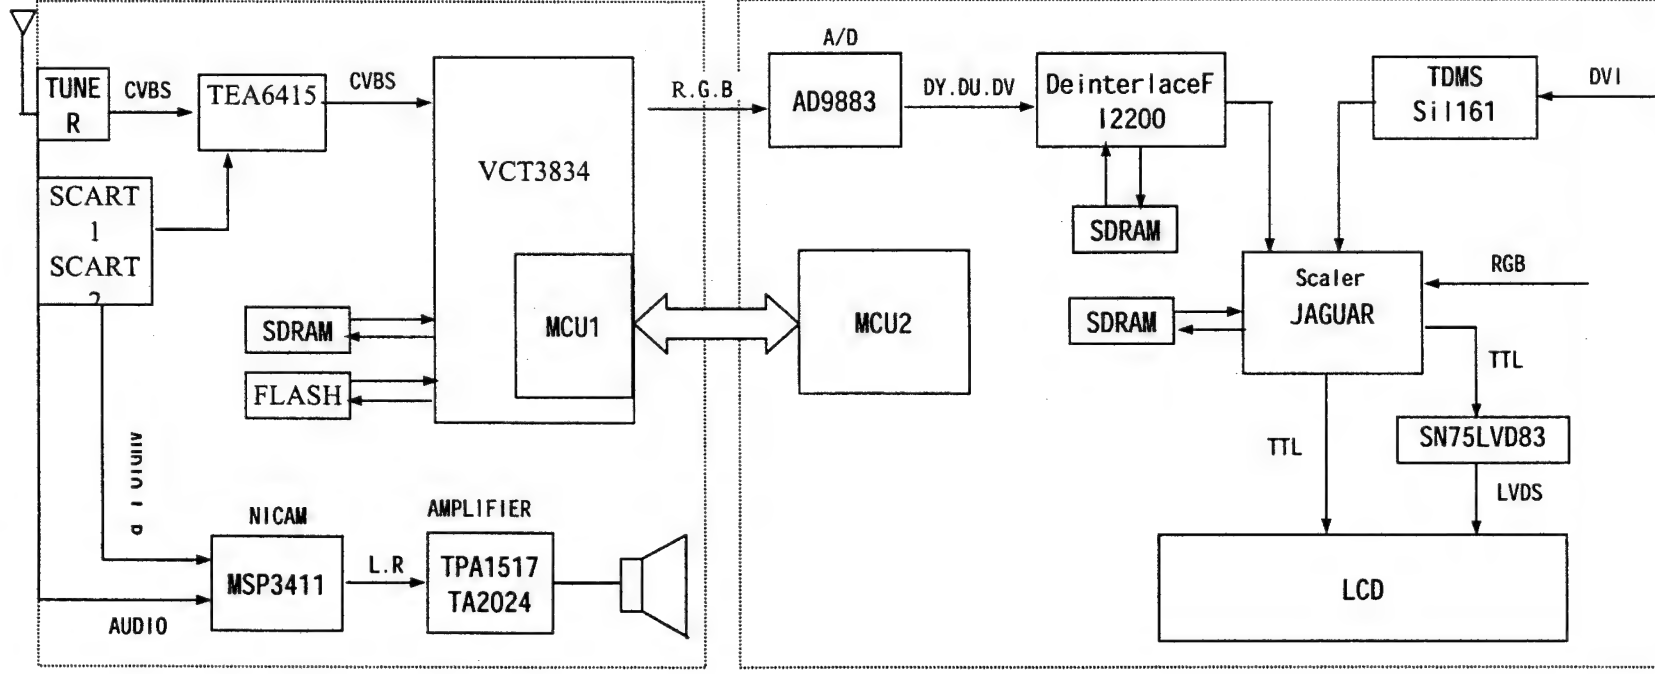 TUNE
R
CVBS
TEA6415
CVBS
SCART
1
SCART
2
VCT3834
MCU1
SDRAM
FLASH
NICAM
MSP3411
AUDIO
L.R
AMPLIFIER
TPA1517
TA2024
R.G.B
A/D
AD9883
DY.DU.DV
DeinterlaceF
I2200
SDRAM
TDMS
Sil161
DVI
MCU2
Scaler
JAGUAR
RGB
SDRAM
TTL
TTL
SN75LVD83
LVDS
LCD